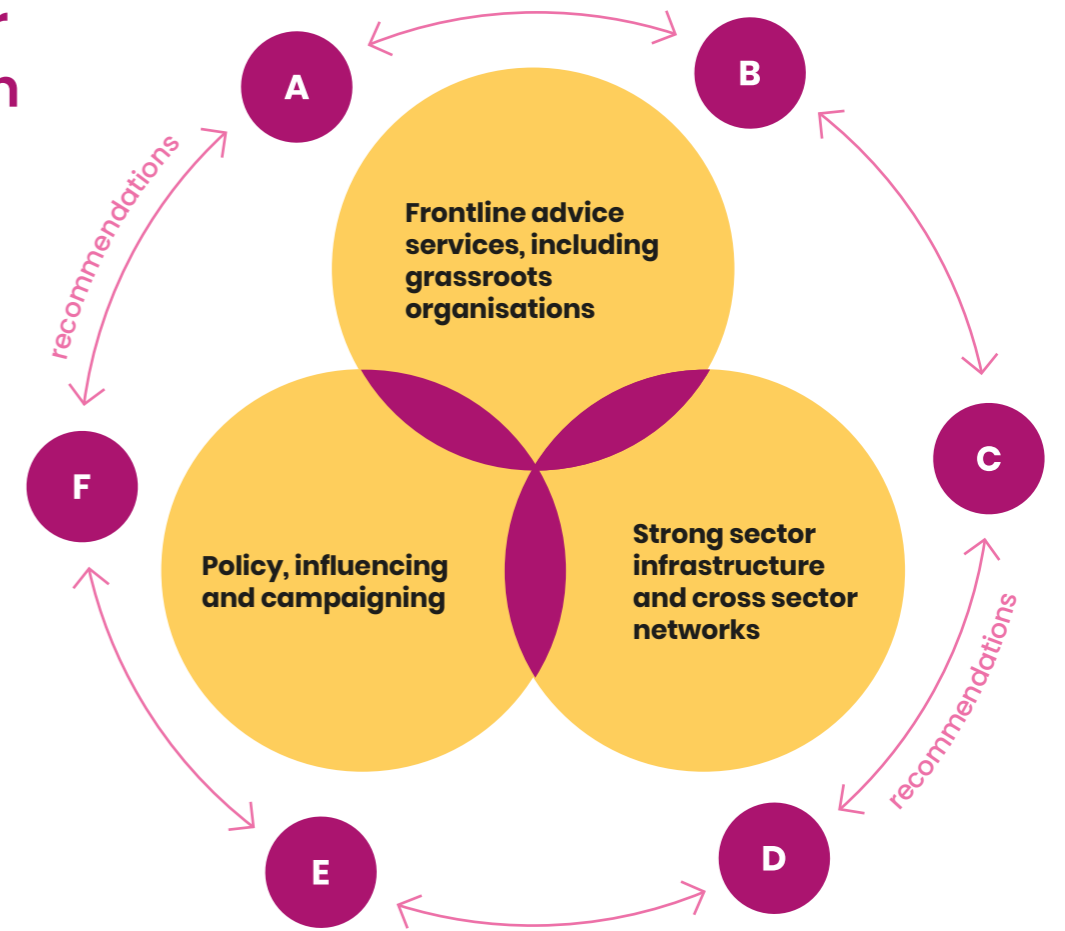 A
B
recommendations
Frontline advice
services, including
grassroots
organisations
F
C
Policy, influencing
and campaigning
Strong sector
infrastructure
and cross sector
networks
recommendations
E
D